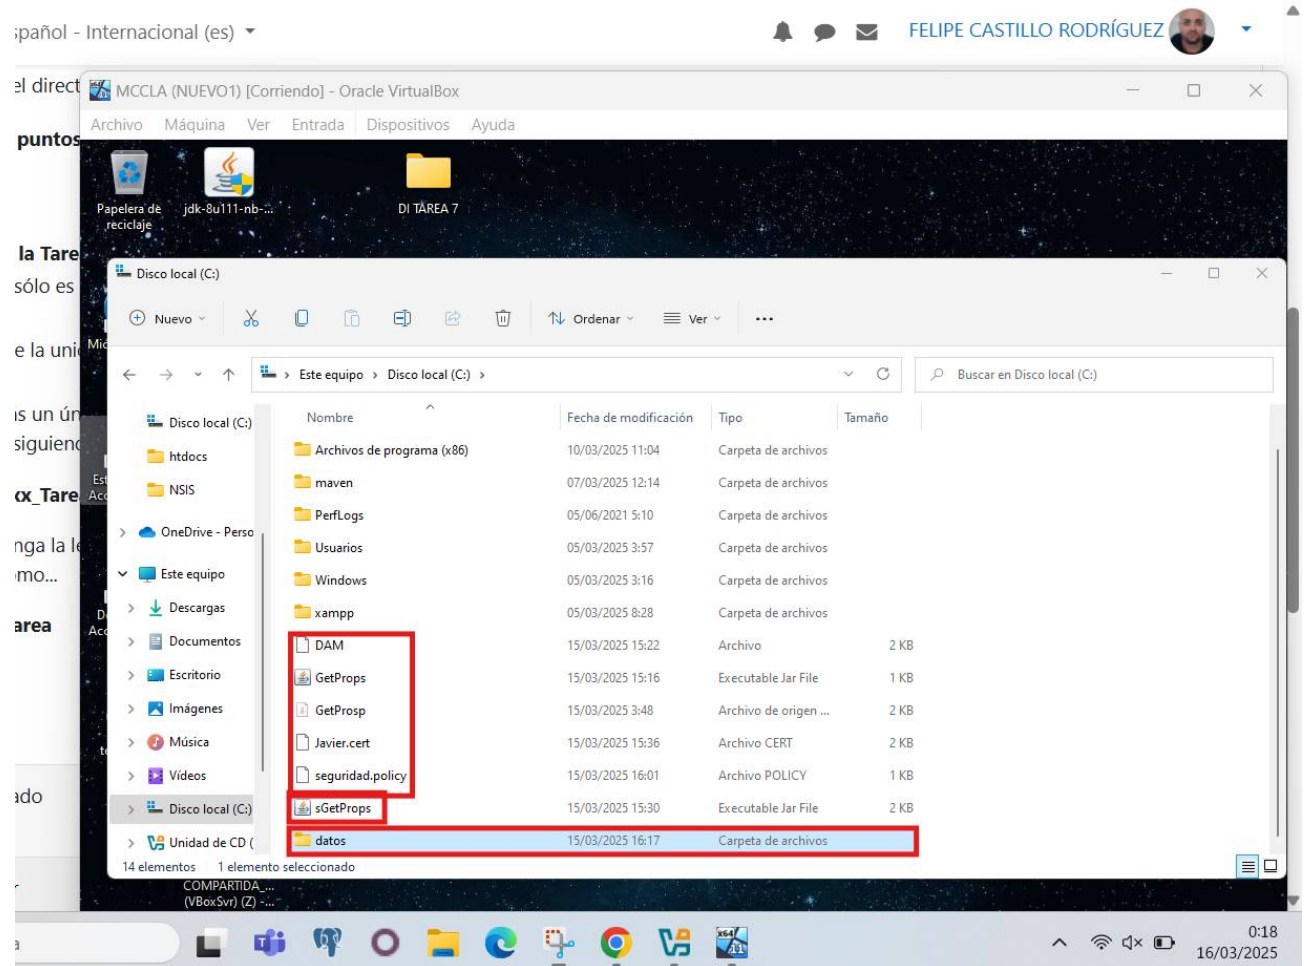 spañol - Internacional (es)
FELIPE CASTILLO RODRÍGUEZ
el direct
MCCLA (NUEVO1) [Corriendo] - Oracle VirtualBox
Archivo Máquina Ver Entrada Dispositivos Ayuda
puntos
Papelera de reciclaje
jdk-8u111-nb-...
DI TAREA 7
la Tare
sólo es
Disco local (C:)
Nuevo
Ordenar
Ver
e la uni
Mic
Este equipo > Disco local (C:) >
Buscar en Disco local (C:)
as un ún
siguienc
Nombre Fecha de modificación Tipo Tamaño
Disco local (C:)
htdocs
NSIS
OneDrive - Perso
Este equipo
Descargas
Documentos
Escritorio
Imágenes
Música
Vídeos
Disco local (C:)
Unidad de CD (
Archivos de programa (x86) 10/03/2025 11:04 Carpeta de archivos
maven 07/03/2025 12:14 Carpeta de archivos
PerfLogs 05/06/2021 5:10 Carpeta de archivos
Usuarios 05/03/2025 3:57 Carpeta de archivos
Windows 05/03/2025 3:16 Carpeta de archivos
xampp 05/03/2025 8:28 Carpeta de archivos
DAM 15/03/2025 15:22 Archivo 2 KB
GetProps 15/03/2025 15:16 Executable Jar File 1 KB
GetProsp 15/03/2025 3:48 Archivo de origen ... 2 KB
Javier.cert 15/03/2025 15:36 Archivo CERT 2 KB
seguridad.policy 15/03/2025 16:01 Archivo POLICY 1 KB
sGetProps 15/03/2025 15:30 Executable Jar File 2 KB
datos 15/03/2025 16:17 Carpeta de archivos
Est
Acc
xx_Tare
nga la le
omo...
area
Acc
ado
14 elementos 1 elemento seleccionado
COMPARTIDA_...
(VBoxSvr) (Z) -...
0:18
16/03/2025